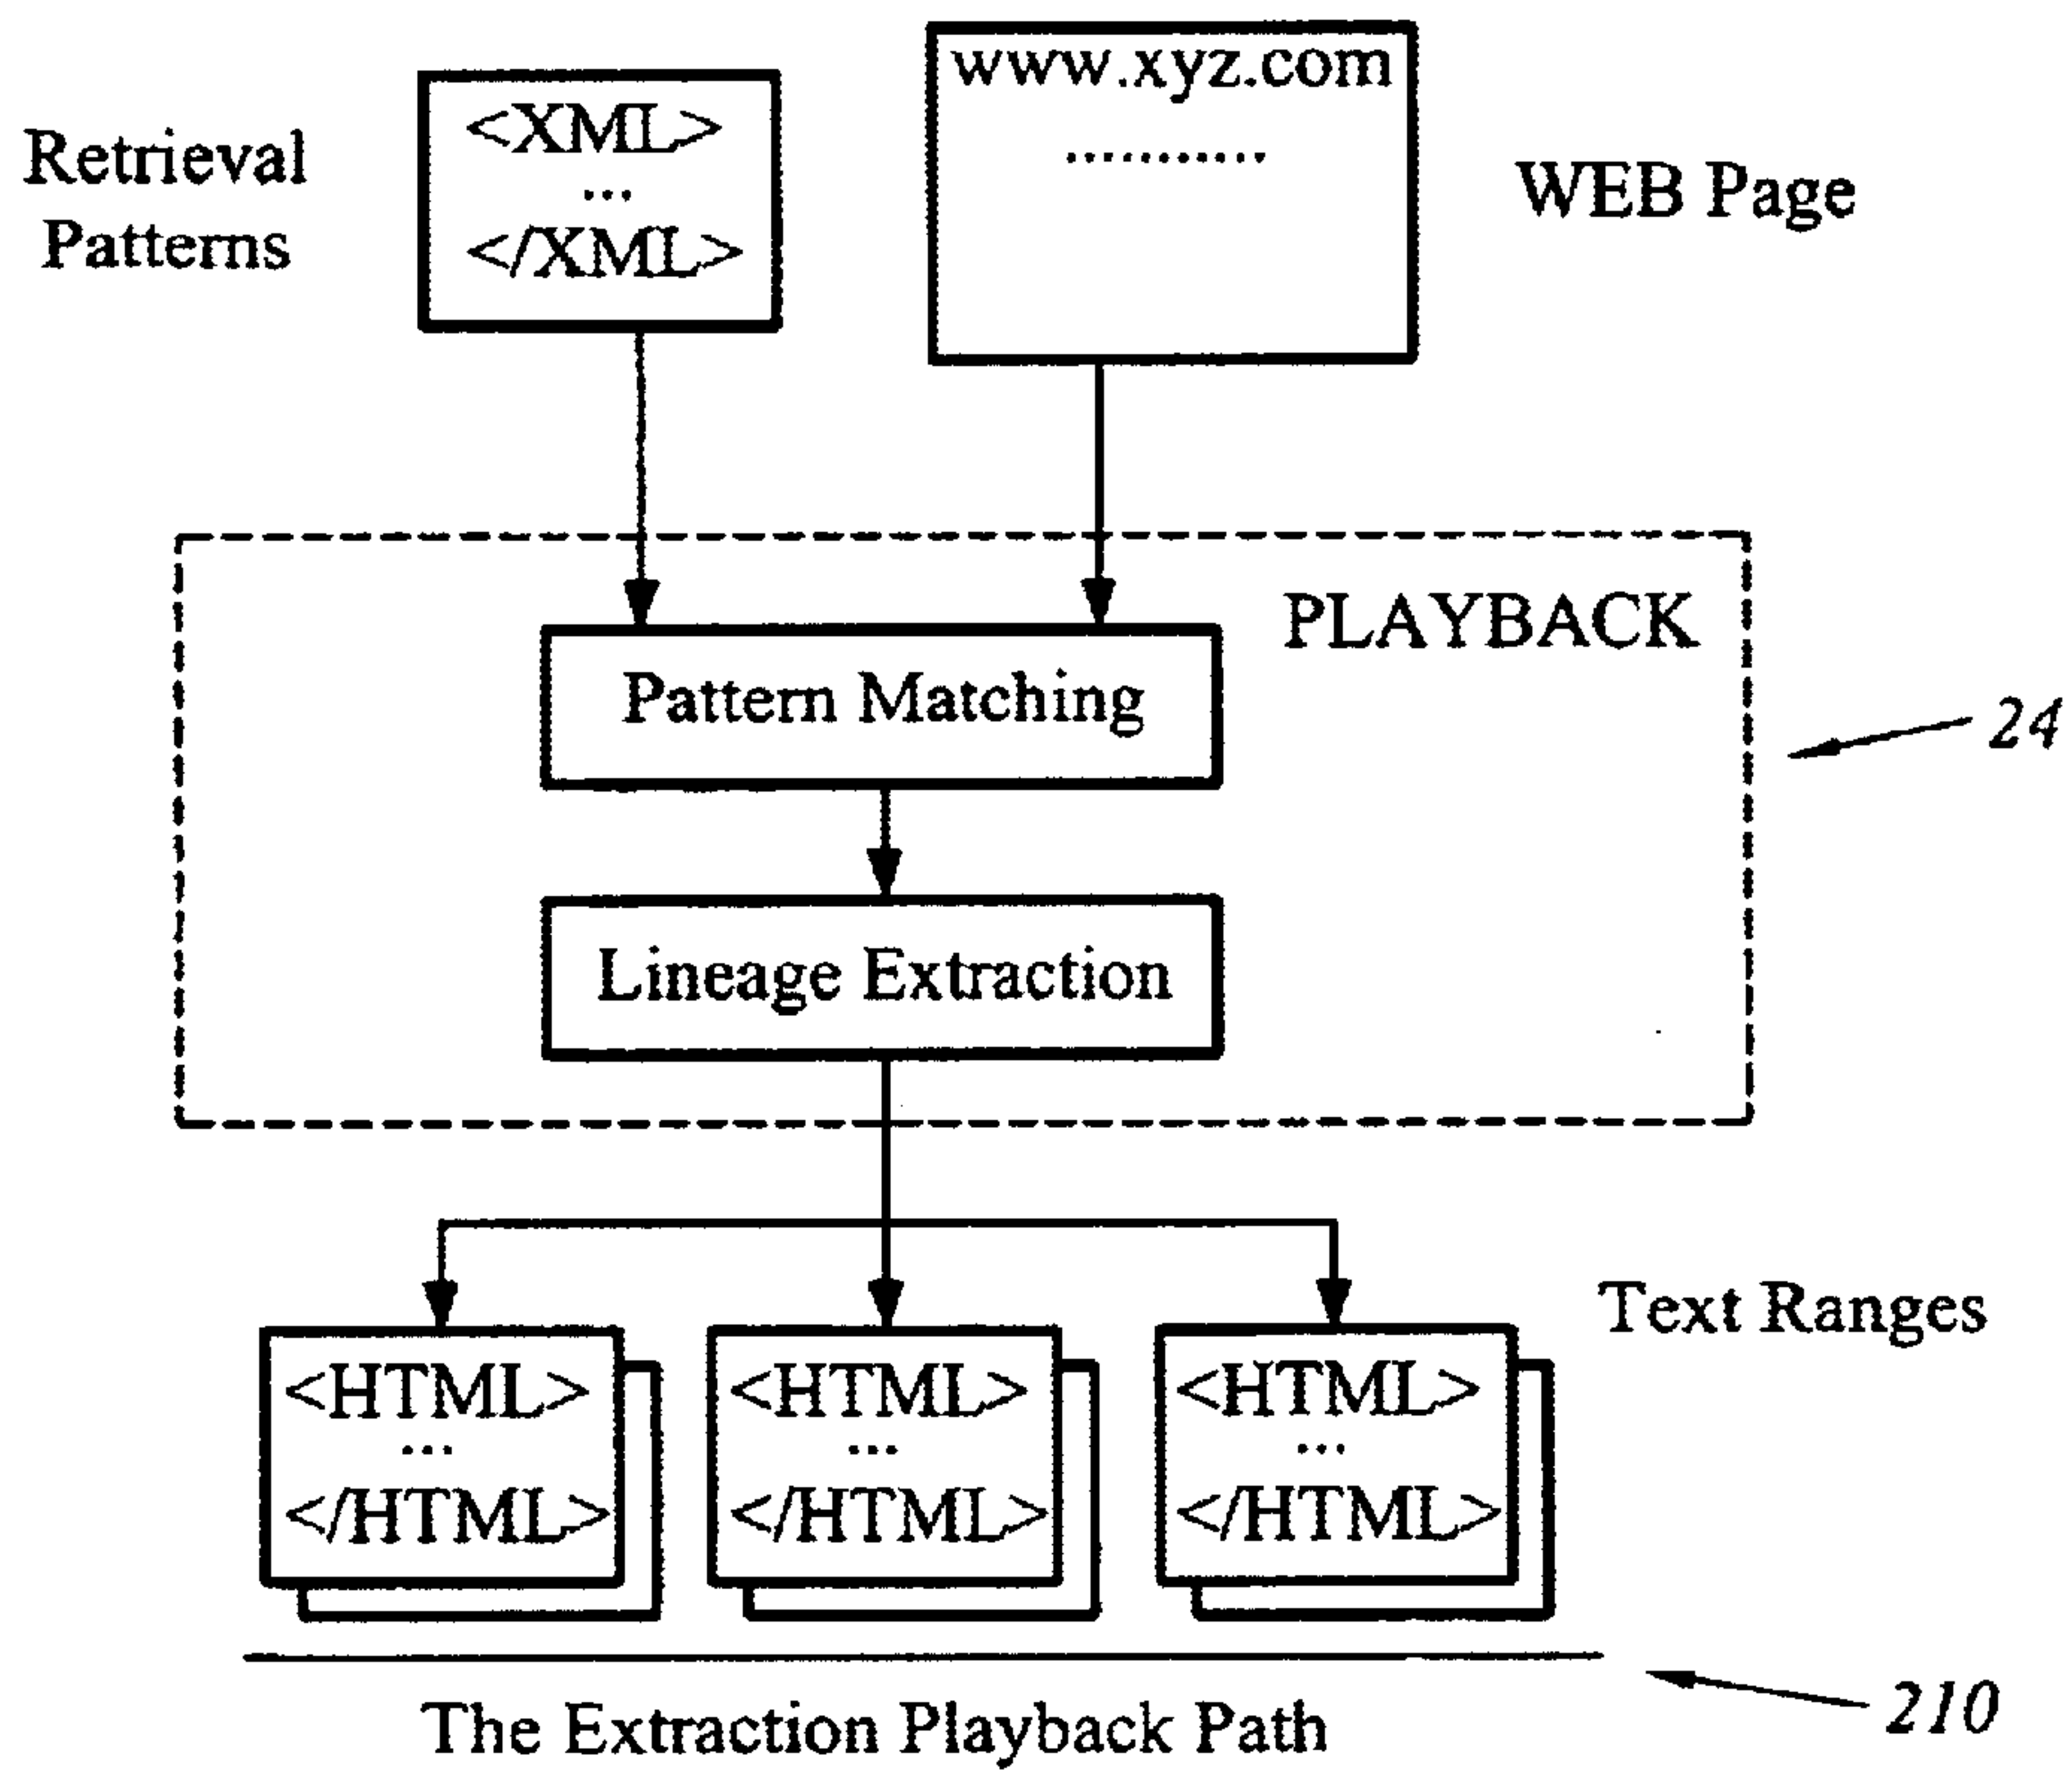 www.xyz.com
...........
<XML>
...
</XML>
Retrieval
Patterns
WEB Page
PLAYBACK
Pattern Matching
24
Lineage Extraction
Text Ranges
<HTML>
...
</HTML>
<HTML>
...
</HTML>
<HTML>
...
</HTML>
210
The Extraction Playback Path